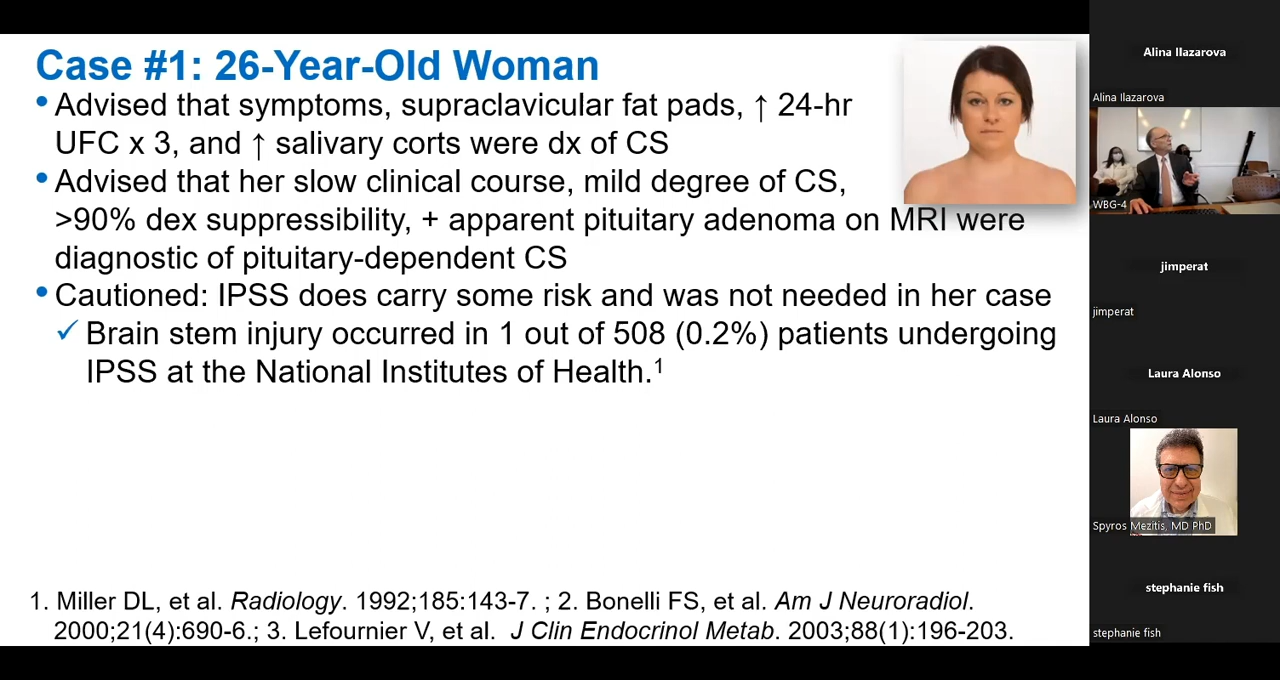 Case #1: 26-Year-Old Woman
• Advised that symptoms, supraclavicular fat pads, ↑ 24-hr
UFC x 3, and ↑ salivary corts were dx of CS
• Advised that her slow clinical course, mild degree of CS,
>90% dex suppressibility, + apparent pituitary adenoma on MRI were
diagnostic of pituitary-dependent CS
• Cautioned: IPSS does carry some risk and was not needed in her case
✓ Brain stem injury occurred in 1 out of 508 (0.2%) patients undergoing
IPSS at the National Institutes of Health.¹
1. Miller DL, et al. Radiology. 1992;185:143-7. ; 2. Bonelli FS, et al. Am J Neuroradiol.
2000;21(4):690-6.; 3. Lefournier V, et al. J Clin Endocrinol Metab. 2003;88(1):196-203.
Alina Ilazarova
Alina Ilazarova
WBG-4
jimperat
jimperat
Laura Alonso
Laura Alonso
Spyros Mezitis, MD PhD
stephanie fish
stephanie fish